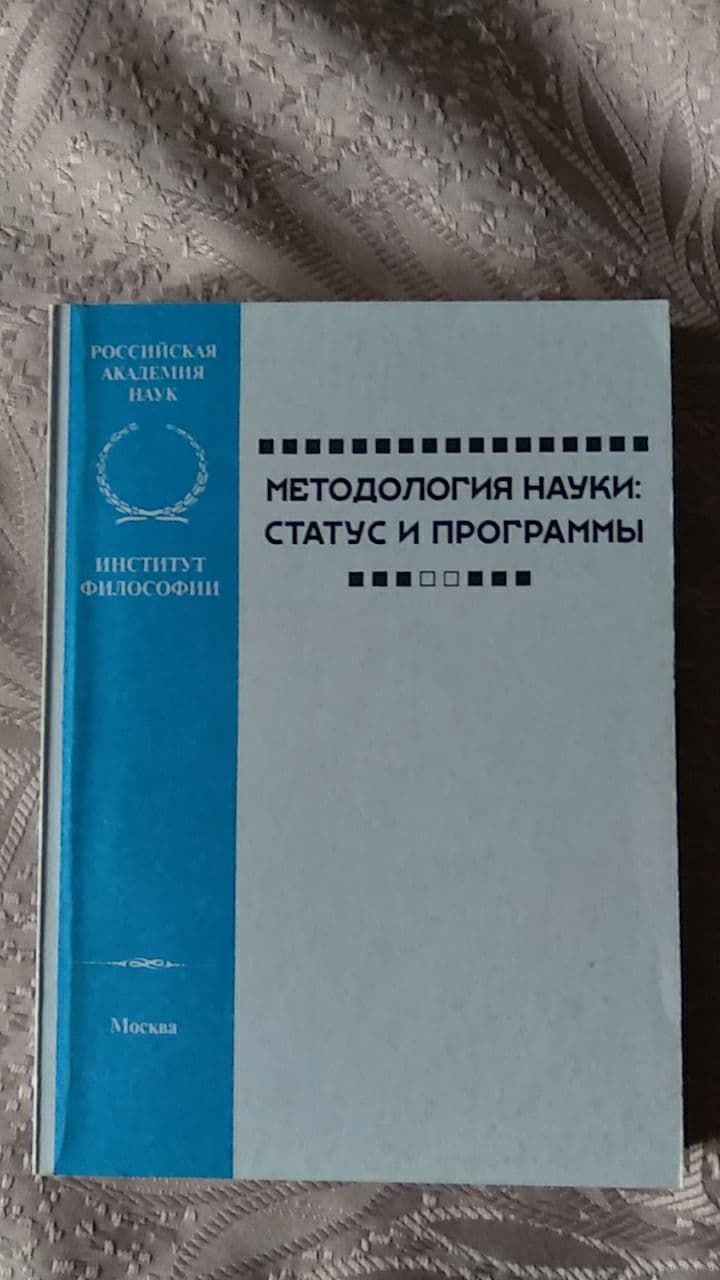 РОССИЙСКАЯ
АКАДЕМИЯ
НАУК
ИНСТИТУТ
ФИЛОСОФИИ
Москва
МЕТОДОЛОГИЯ НАУКИ:
СТАТУС И ПРОГРАММЫ